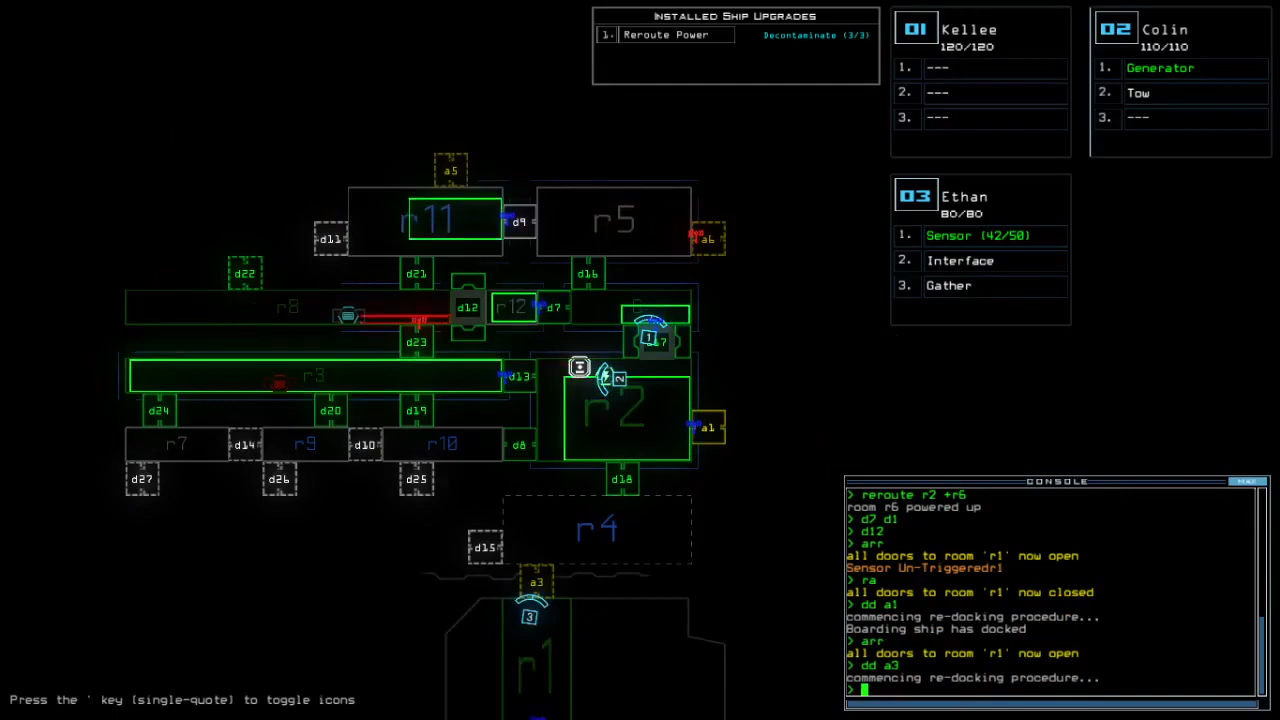 Installed Ship Upgrades
1. Reroute Power Decontaminate (3/3)
01 Kellee
120/120
1. ---
2. ---
3. ---
02 Colin
110/110
1. Generator
2. Tow
3. ---
03 Ethan
80/80
1. Sensor (42/50)
2. Interface
3. Gather
a5
r11
d9
r5
d11
a6
d22
d21
d16
r8
d12
r12
d7
d23
1
r3
d13
2
r2
d24
d20
d19
a1
r7
d14
r9
d10
r10
d8
d27
d26
d25
d18
r4
d15
a3
3
r1
CONSOLE
> reroute r2 +r6
room r6 powered up
> d7 d1
> d12
> arr
all doors to room 'r1' now open
Sensor Un-Triggeredr1
> ra
all doors to room 'r1' now closed
> dd a1
commencing re-docking procedure...
Boarding ship has docked
> arr
all doors to room 'r1' now open
> dd a3
commencing re-docking procedure...
>
Press the ' key (single-quote) to toggle icons